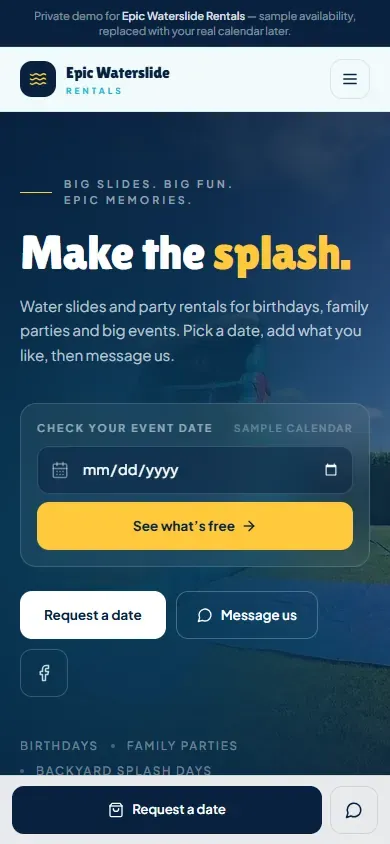 Private demo for Epic Waterslide Rentals — sample availability,
replaced with your real calendar later.
Epic Waterslide
RENTALS
BIG SLIDES. BIG FUN.
EPIC MEMORIES.
Make the splash.
Water slides and party rentals for birthdays, family
parties and big events. Pick a date, add what you
like, then message us.
CHECK YOUR EVENT DATE SAMPLE CALENDAR
mm/dd/yyyy
See what’s free →
Request a date Message us
BIRTHDAYS • FAMILY PARTIES
• BACKYARD SPLASH DAYS
Request a date